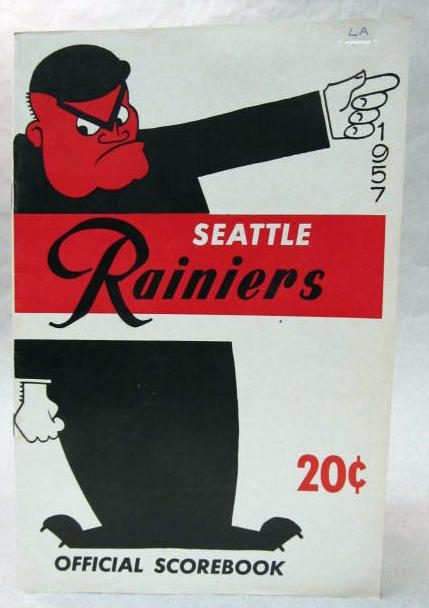 LA
1957
SEATTLE
Rainiers
20¢
OFFICIAL SCOREBOOK